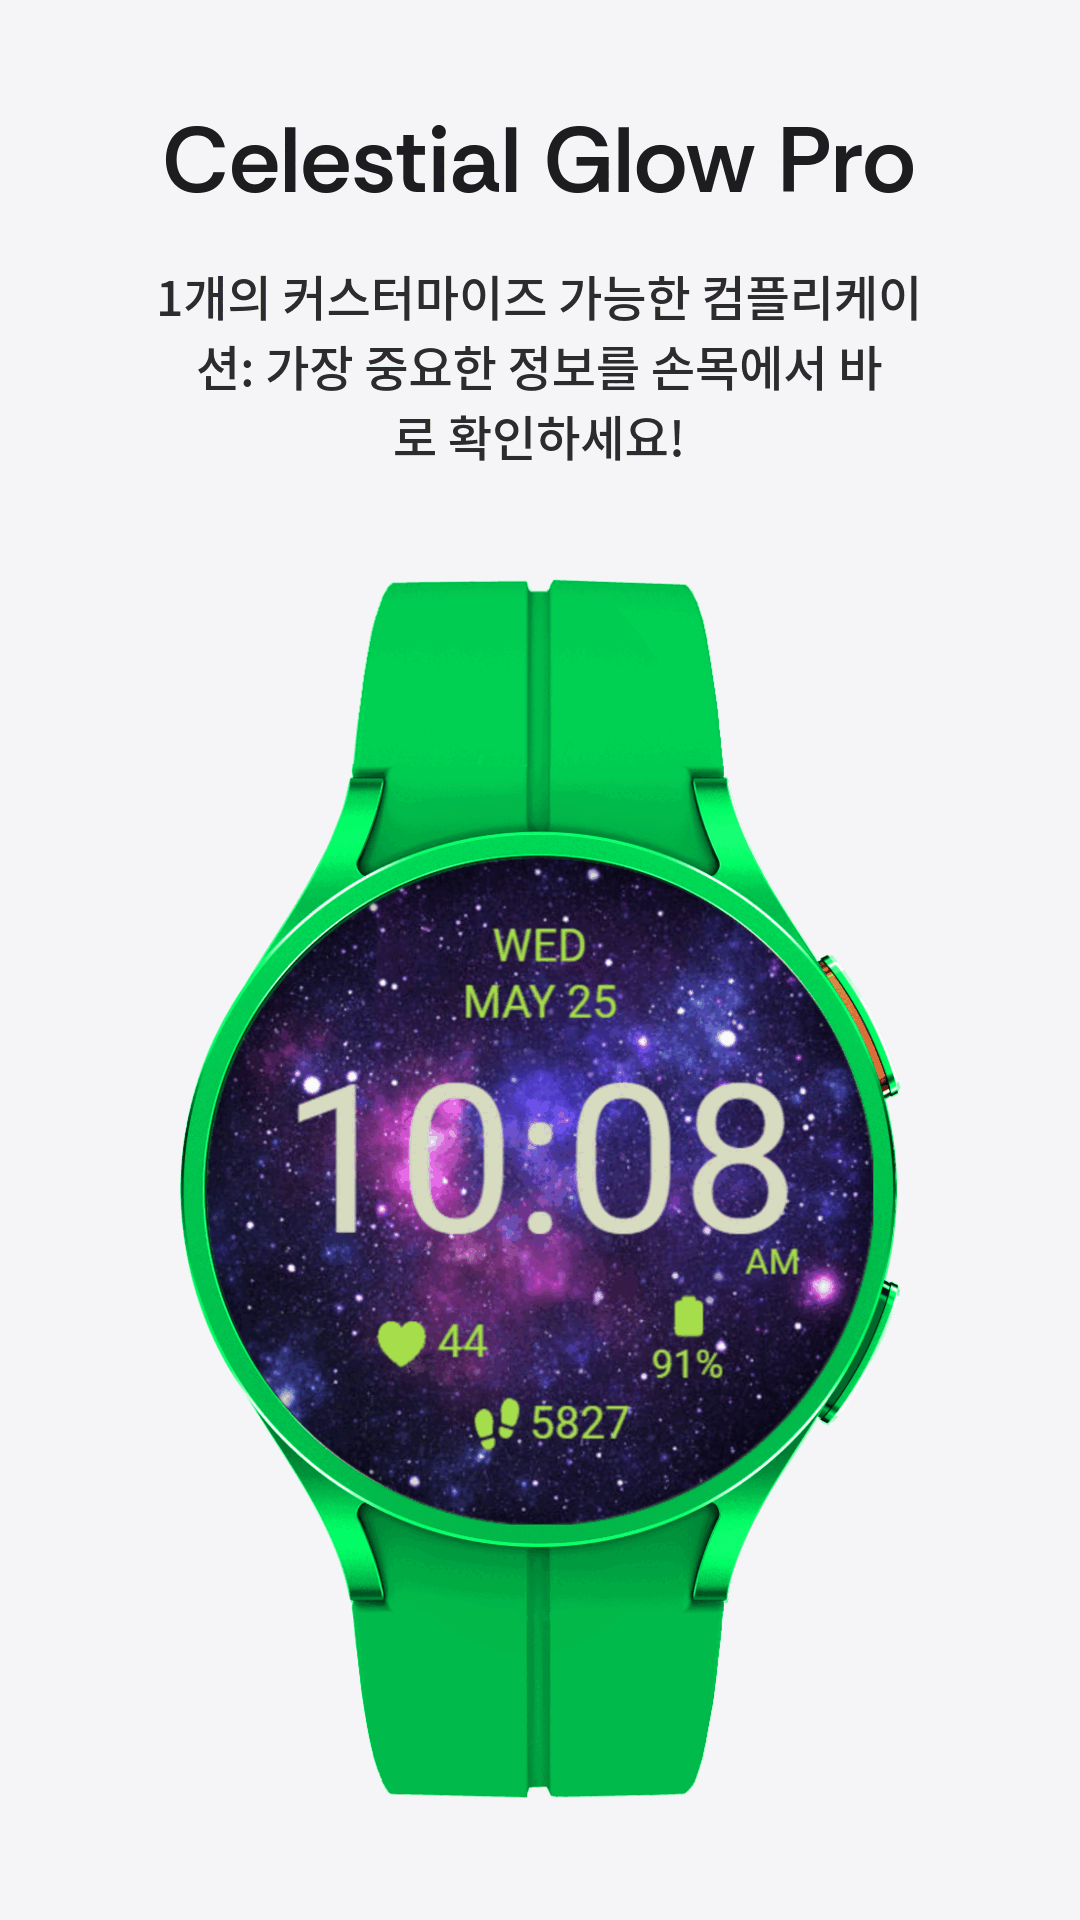 Celestial Glow Pro
1개의 커스터마이즈 가능한 컴플리케이
션: 가장 중요한 정보를 손목에서 바
로 확인하세요!
WED
MAY 25
10:08
AM
44
91%
5827